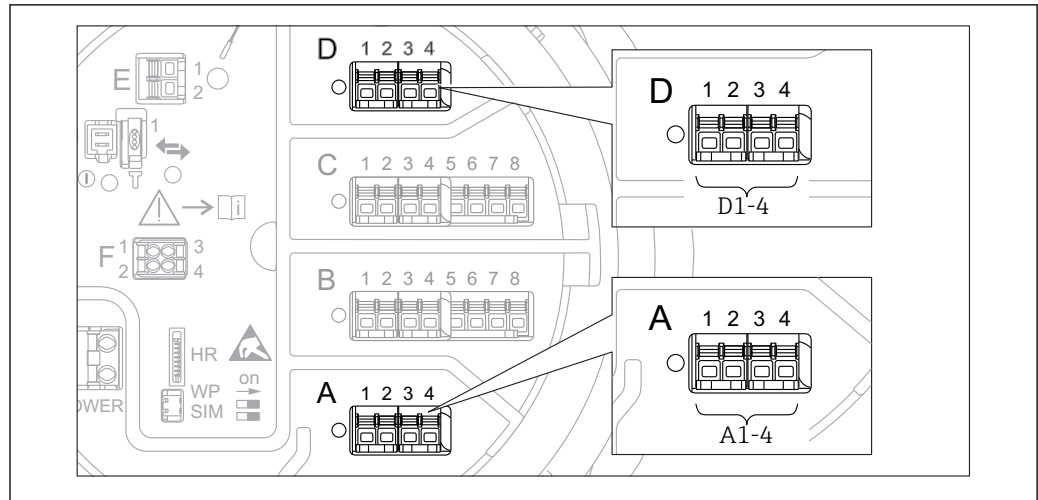 D 1 2 3 4
D 1 2 3 4
D1-4
E 1
2
1
C 1 2 3 4 5 6 7 8
i
F 1 3
2 4
B 1 2 3 4 5 6 7 8
A 1 2 3 4
A1-4
HR
WP on
SIM
OWER
A 1 2 3 4